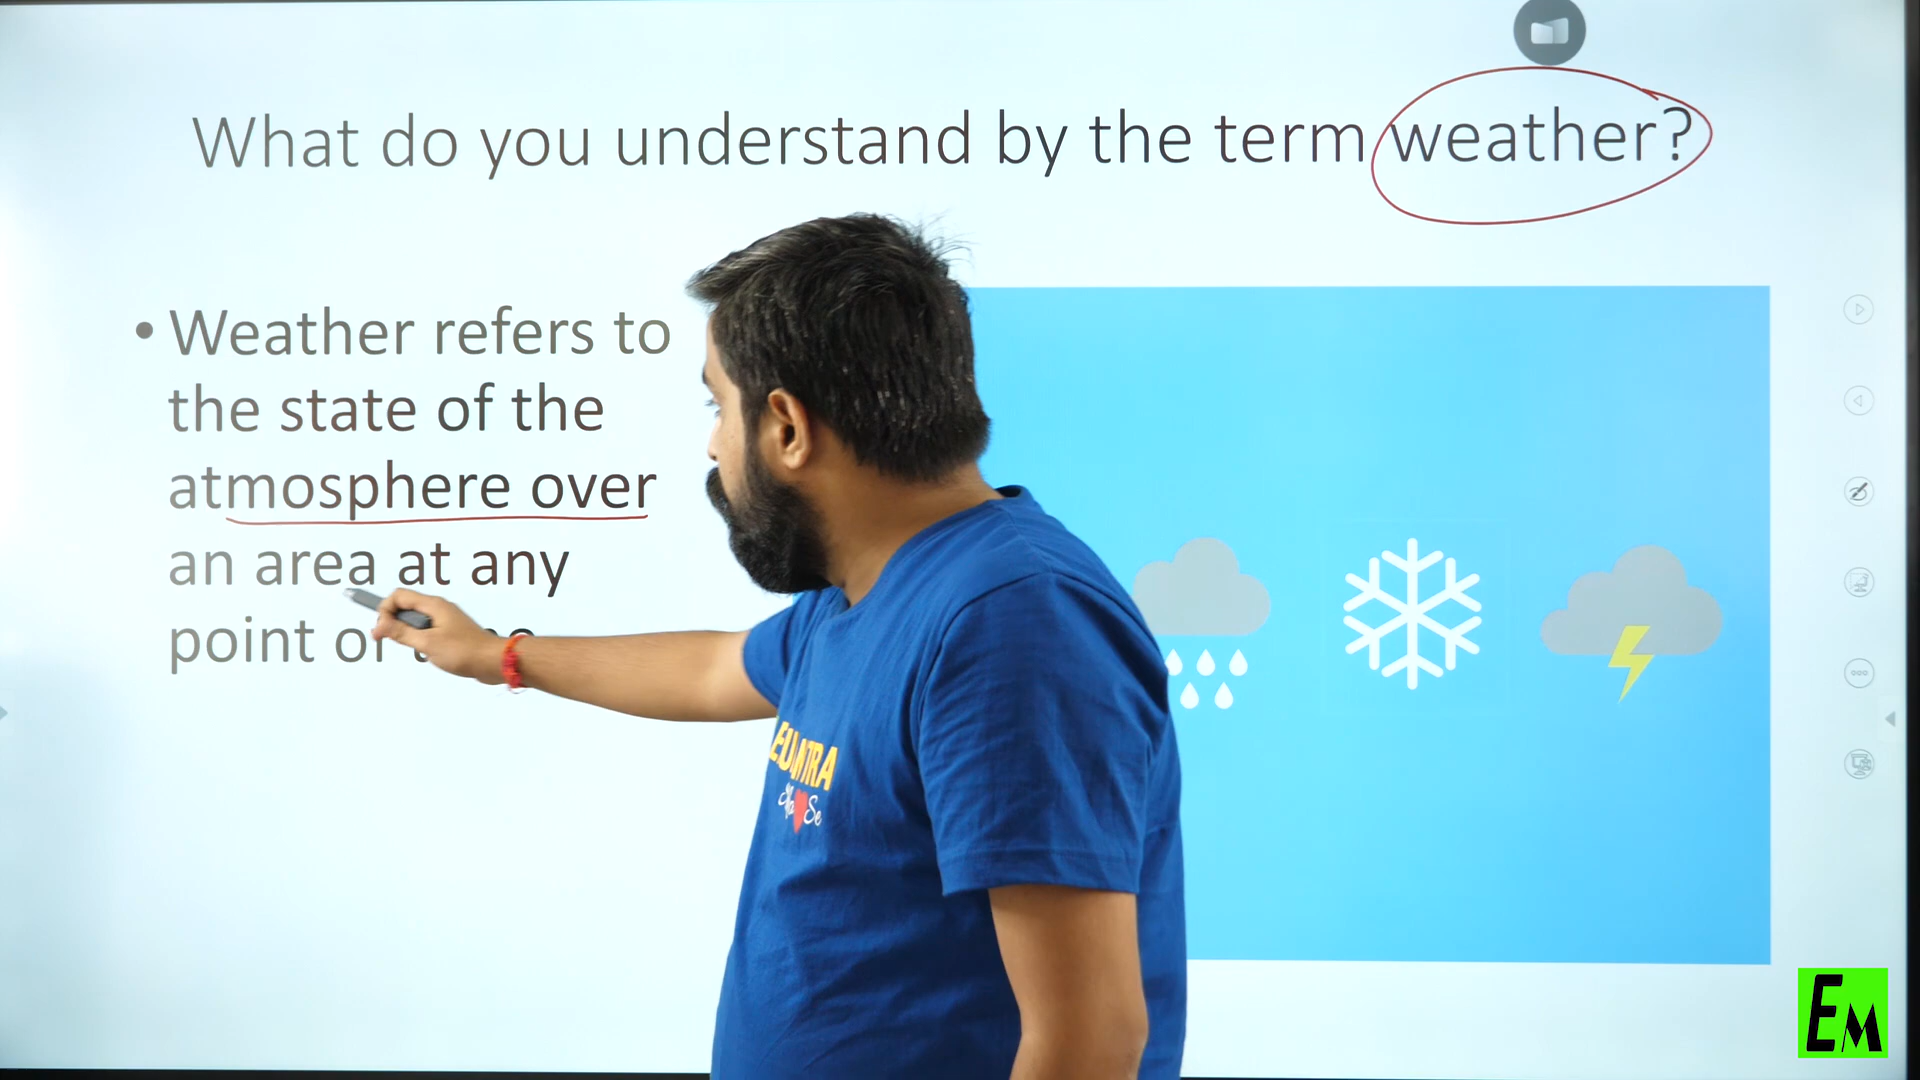 What do you understand by the term weather?
• Weather refers to
the state of the
atmosphere over
an area at any
point of
Se
EM